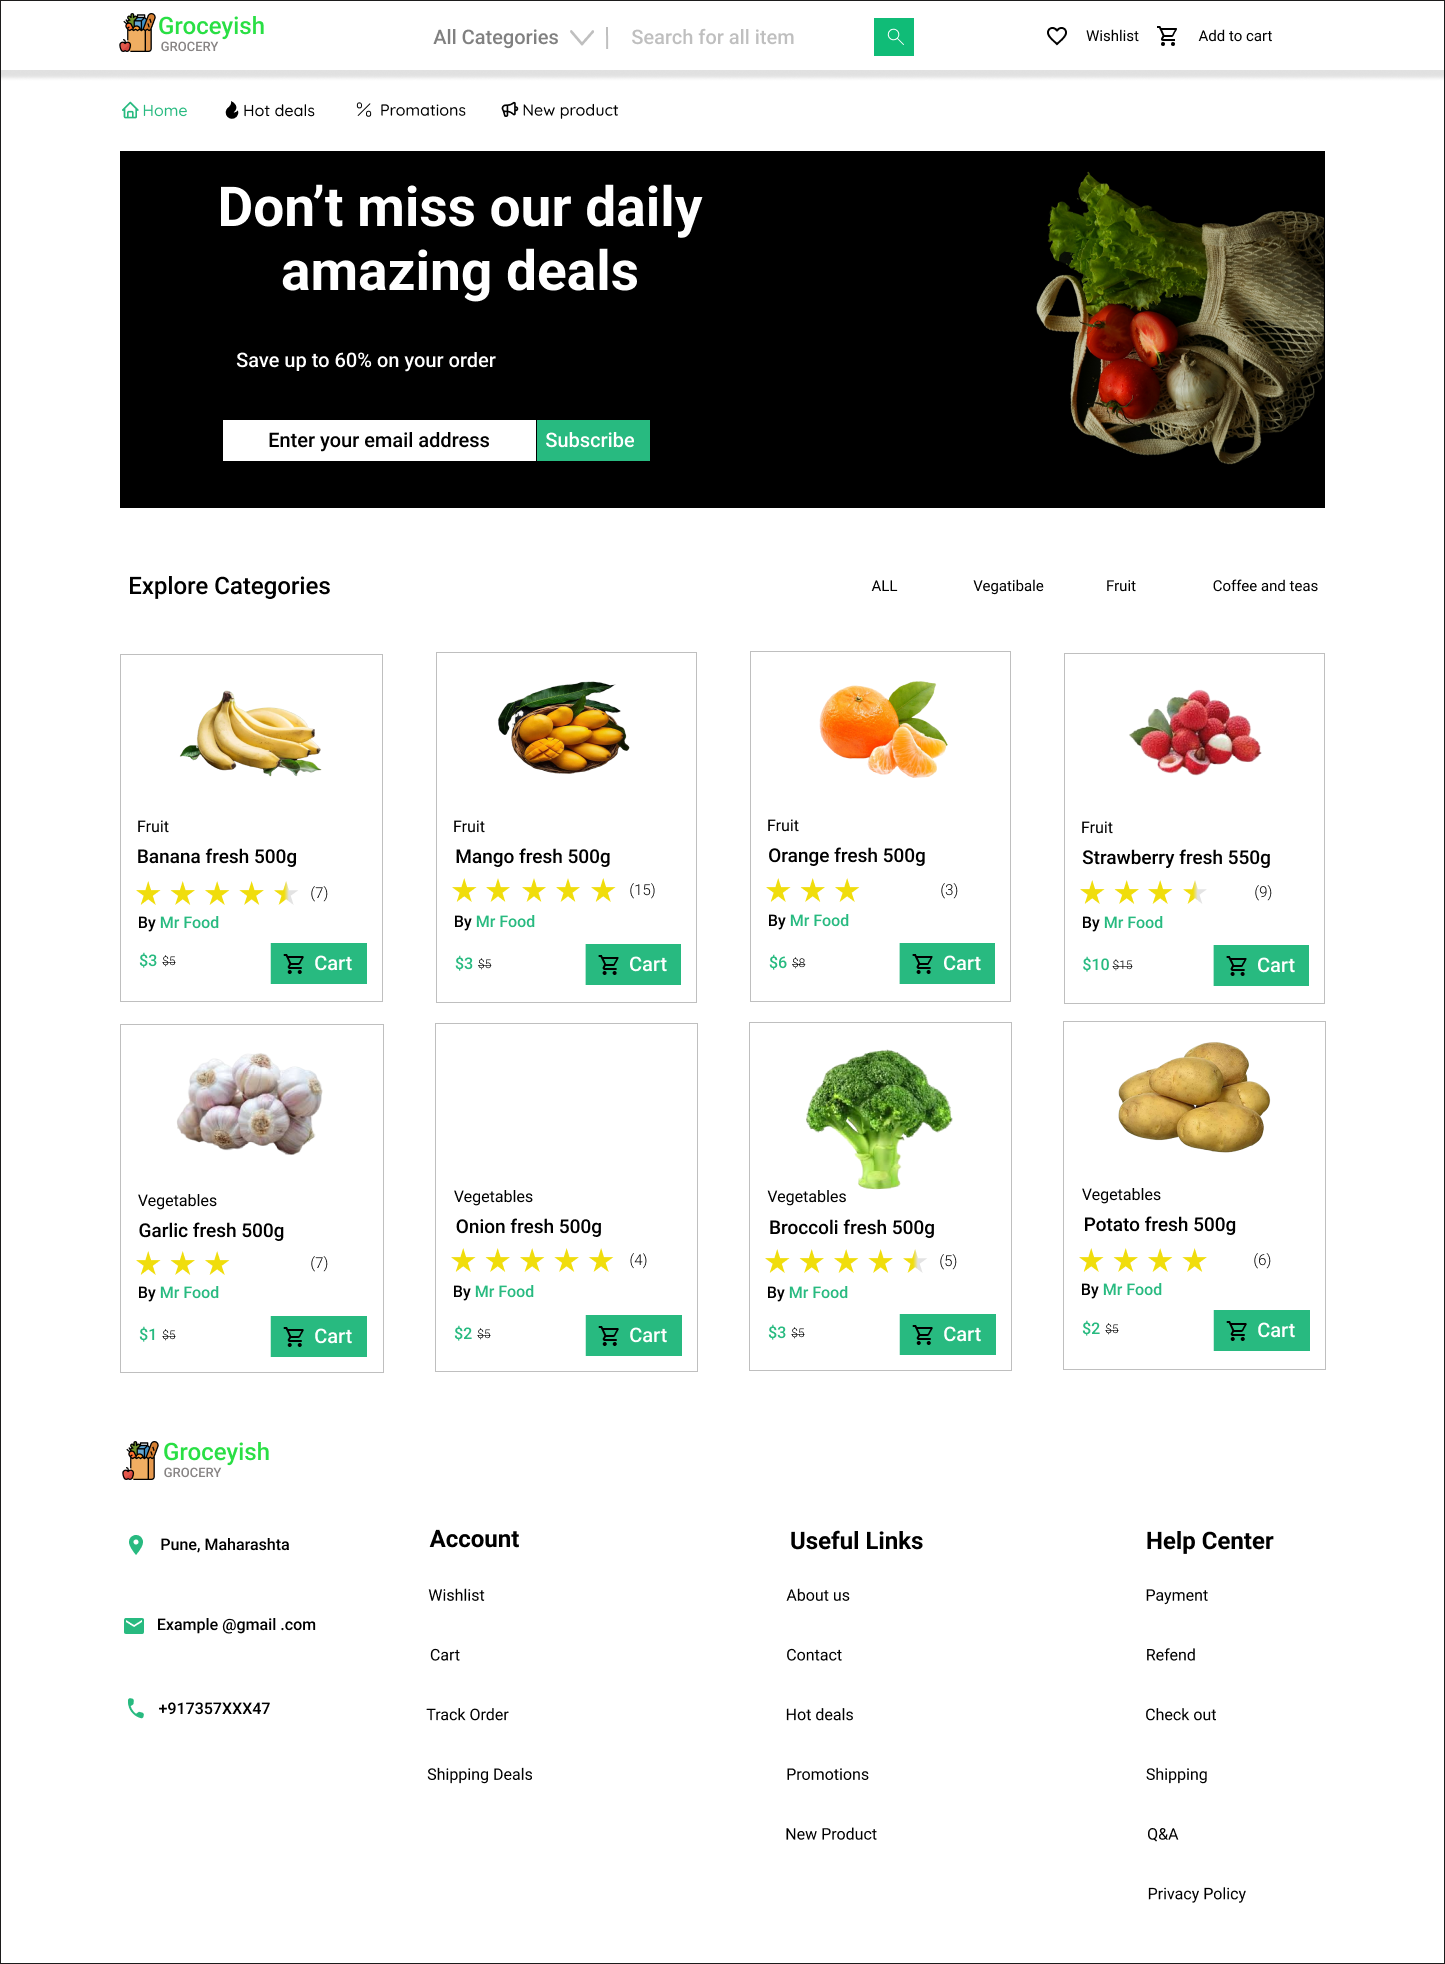 Groceyish
GROCERY
All Categories
Search for all item
Wishlist
Add to cart
Home
Hot deals
Promations
New product
Don’t miss our daily
amazing deals
Save up to 60% on your order
Enter your email address
Subscribe
Explore Categories
ALL
Vegatibale
Fruit
Coffee and teas
Fruit
Banana fresh 500g
(7)
By Mr Food
$3 $5
Cart
Fruit
Mango fresh 500g
(15)
By Mr Food
$3 $5
Cart
Fruit
Orange fresh 500g
(3)
By Mr Food
$6 $8
Cart
Fruit
Strawberry fresh 550g
(9)
By Mr Food
$10 $15
Cart
Vegetables
Garlic fresh 500g
(7)
By Mr Food
$1 $5
Cart
Vegetables
Onion fresh 500g
(4)
By Mr Food
$2 $5
Cart
Vegetables
Broccoli fresh 500g
(5)
By Mr Food
$3 $5
Cart
Vegetables
Potato fresh 500g
(6)
By Mr Food
$2 $5
Cart
Groceyish
GROCERY
Pune, Maharashta
Example @gmail .com
+917357XXX47
Account
Wishlist
Cart
Track Order
Shipping Deals
Useful Links
About us
Contact
Hot deals
Promotions
New Product
Help Center
Payment
Refend
Check out
Shipping
Q&A
Privacy Policy